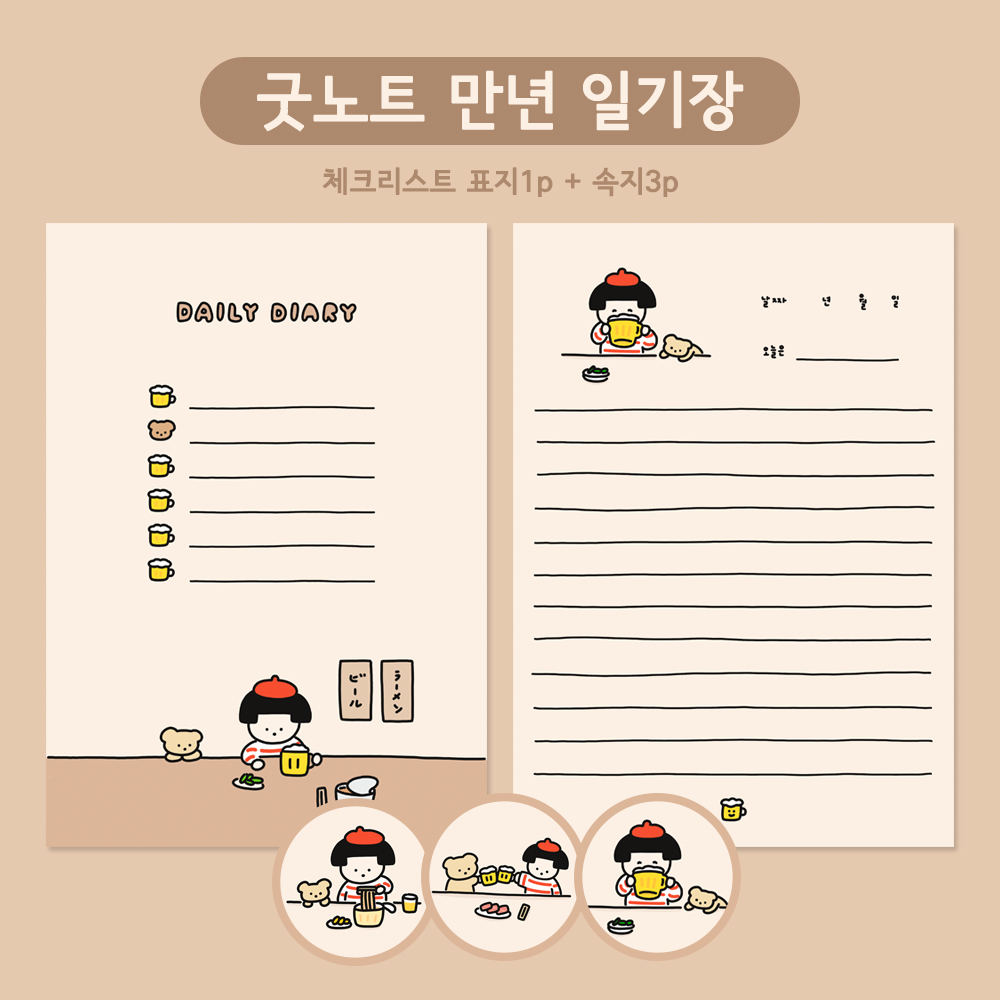 굿노트 만년 일기장
체크리스트 표지1p + 속지3p
DAILY DIARY
ビール
ラーメン
날짜 년 월 일
오늘은